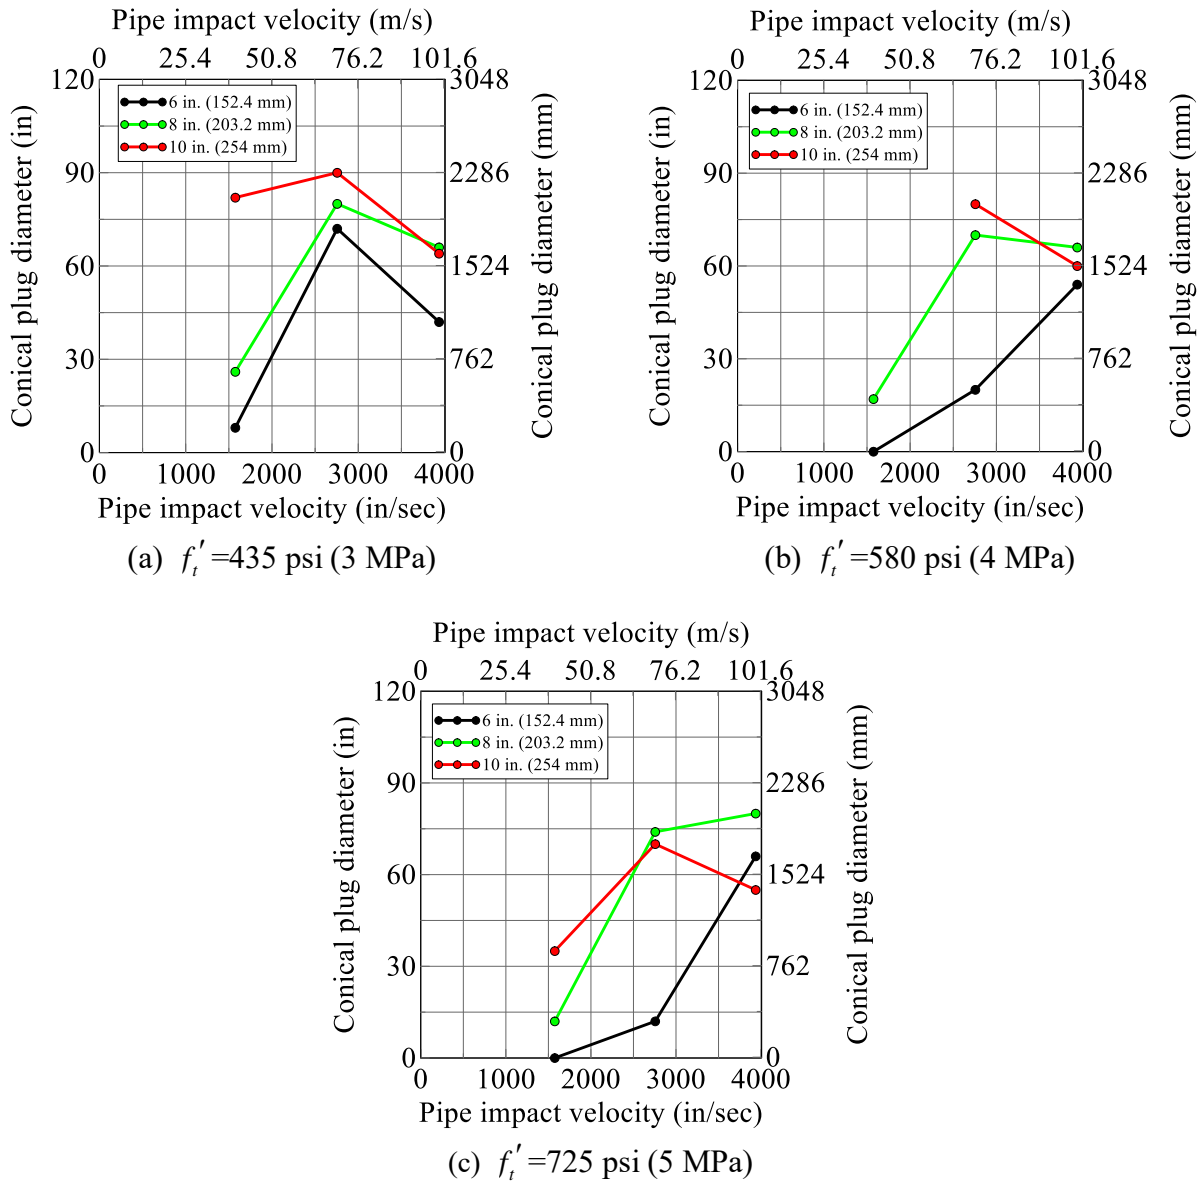 Pipe impact velocity (m/s)
0 25.4 50.8 76.2 101.6
120 3048
6 in. (152.4 mm)
8 in. (203.2 mm)
10 in. (254 mm)
90 2286
60 1524
30 762
0 0
0 1000 2000 3000 4000
Conical plug diameter (in)
Conical plug diameter (mm)
Pipe impact velocity (in/sec)
(a) fₜ′=435 psi (3 MPa)
Pipe impact velocity (m/s)
0 25.4 50.8 76.2 101.6
120 3048
6 in. (152.4 mm)
8 in. (203.2 mm)
10 in. (254 mm)
90 2286
60 1524
30 762
0 0
0 1000 2000 3000 4000
Conical plug diameter (in)
Conical plug diameter (mm)
Pipe impact velocity (in/sec)
(b) fₜ′=580 psi (4 MPa)
Pipe impact velocity (m/s)
0 25.4 50.8 76.2 101.6
120 3048
6 in. (152.4 mm)
8 in. (203.2 mm)
10 in. (254 mm)
90 2286
60 1524
30 762
0 0
0 1000 2000 3000 4000
Conical plug diameter (in)
Conical plug diameter (mm)
Pipe impact velocity (in/sec)
(c) fₜ′=725 psi (5 MPa)